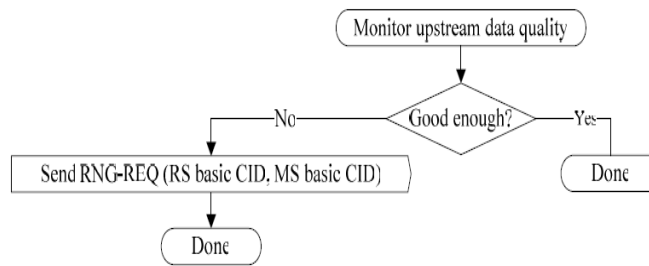 Monitor upstream data quality
Good enough?
No
Yes
Send RNG-REQ (RS basic CID, MS basic CID)
Done
Done